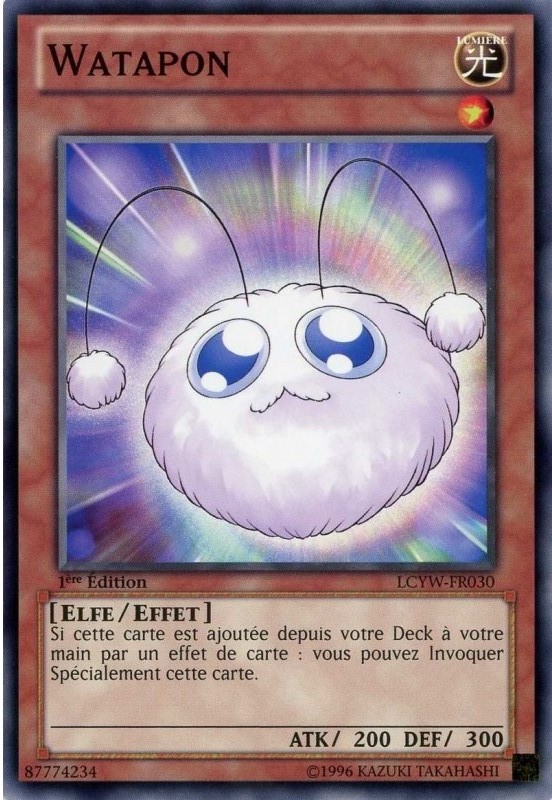 WATAPON
LUMIÈRE
光
1ère Édition
LCYW-FR030
[ELFE/EFFET]
Si cette carte est ajoutée depuis votre Deck à votre
main par un effet de carte : vous pouvez Invoquer
Spécialement cette carte.
ATK/ 200 DEF/ 300
87774234
©1996 KAZUKI TAKAHASHI